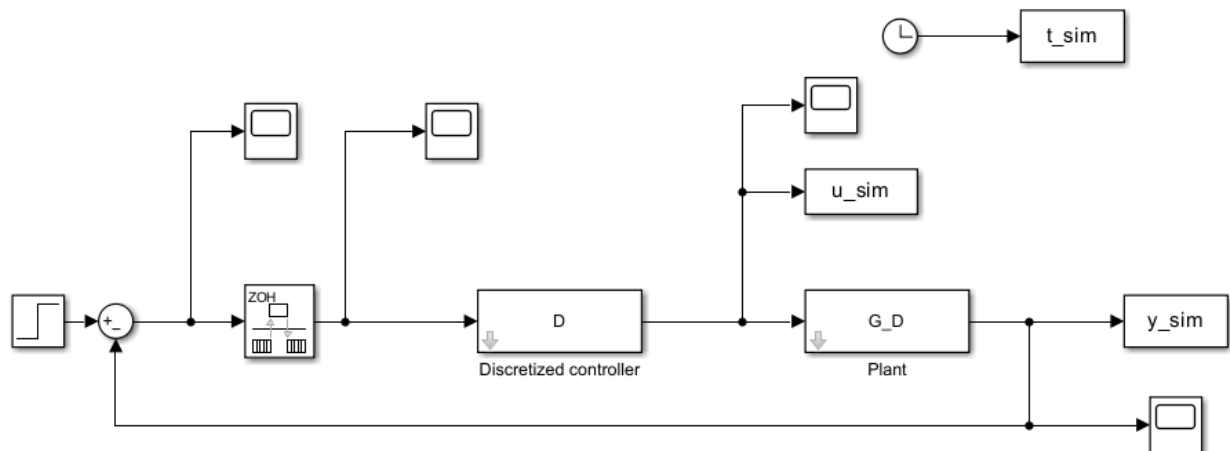 t_sim
u_sim
+
_
ZOH
D
G_D
y_sim
Discretized controller
Plant